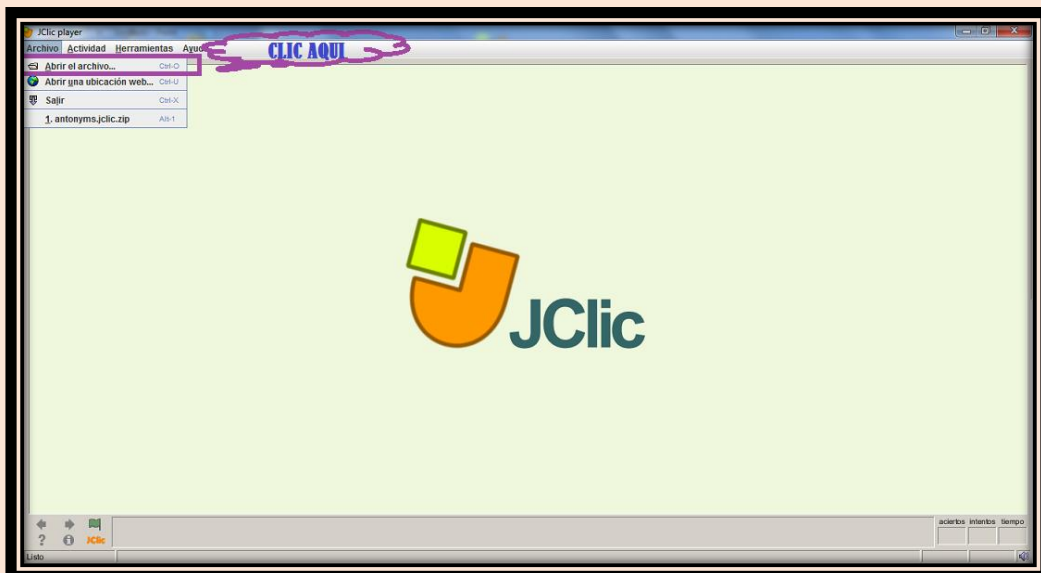 JClic player
Archivo Actividad Herramientas Ayud
CLIC AQUI
Abrir el archivo... Ctrl-O
Abrir una ubicación web... Ctrl-U
Salir Ctrl-X
1. antonyms.jclic.zip Alt-1
JClic
aciertos intentos tiempo
? JClic
Listo